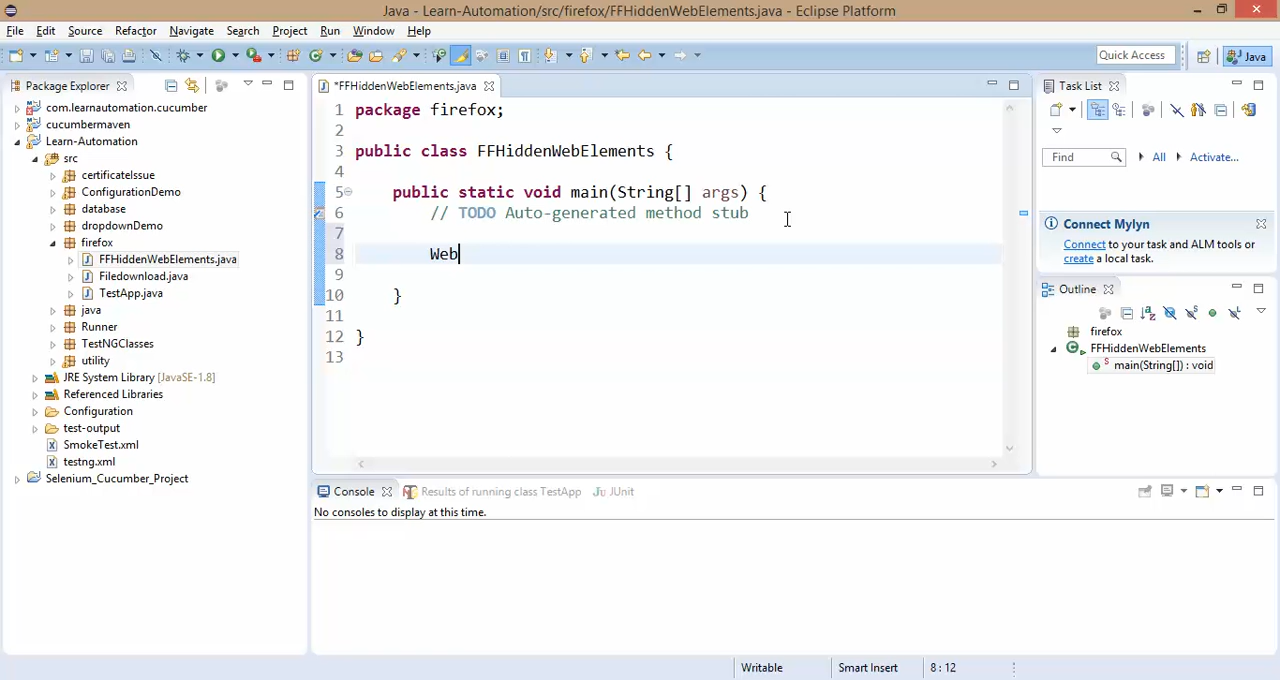 Java - Learn-Automation/src/firefox/FFHiddenWebElements.java - Eclipse Platform
File Edit Source Refactor Navigate Search Project Run Window Help
Quick Access
Java
Package Explorer
com.learnautomation.cucumber
cucumbermaven
Learn-Automation
src
certificateIssue
ConfigurationDemo
database
dropdownDemo
firefox
FFHiddenWebElements.java
Filedownload.java
TestApp.java
java
Runner
TestNGClasses
utility
JRE System Library [JavaSE-1.8]
Referenced Libraries
Configuration
test-output
SmokeTest.xml
testng.xml
Selenium_Cucumber_Project
*FFHiddenWebElements.java
1 package firefox;
2
3 public class FFHiddenWebElements {
4
5 public static void main(String[] args) {
6 // TODO Auto-generated method stub
7
8 Web
9
10 }
11
12 }
13
Task List
Find
All
Activate...
Connect Mylyn
Connect to your task and ALM tools or
create a local task.
Outline
firefox
FFHiddenWebElements
main(String[]) : void
Console Results of running class TestApp JUnit
No consoles to display at this time.
Writable Smart Insert 8 : 12